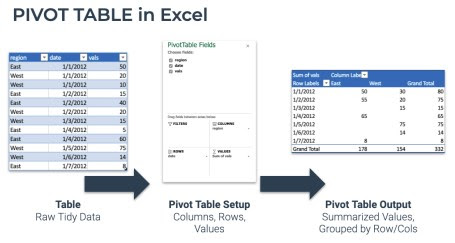 PIVOT TABLE in Excel
region date vals
East 1/1/2012 50
West 1/1/2012 20
West 1/1/2012 10
East 1/2/2012 15
East 1/2/2012 40
West 1/2/2012 20
West 1/3/2012 15
East 1/4/2012 5
East 1/4/2012 60
West 1/5/2012 75
West 1/6/2012 14
East 1/7/2012 8
Table
Raw Tidy Data
PivotTable Fields
Choose fields:
region
date
vals
Drag fields between areas below:
FILTERS
COLUMNS
region
ROWS
date
VALUES
Sum of vals
Pivot Table Setup
Columns, Rows,
Values
Sum of vals Column Labe
Row Labels East West Grand Total
1/1/2012 50 30 80
1/2/2012 55 20 75
1/3/2012 15 15
1/4/2012 65 65
1/5/2012 75 75
1/6/2012 14 14
1/7/2012 8 8
Grand Total 178 154 332
Pivot Table Output
Summarized Values,
Grouped by Row/Cols